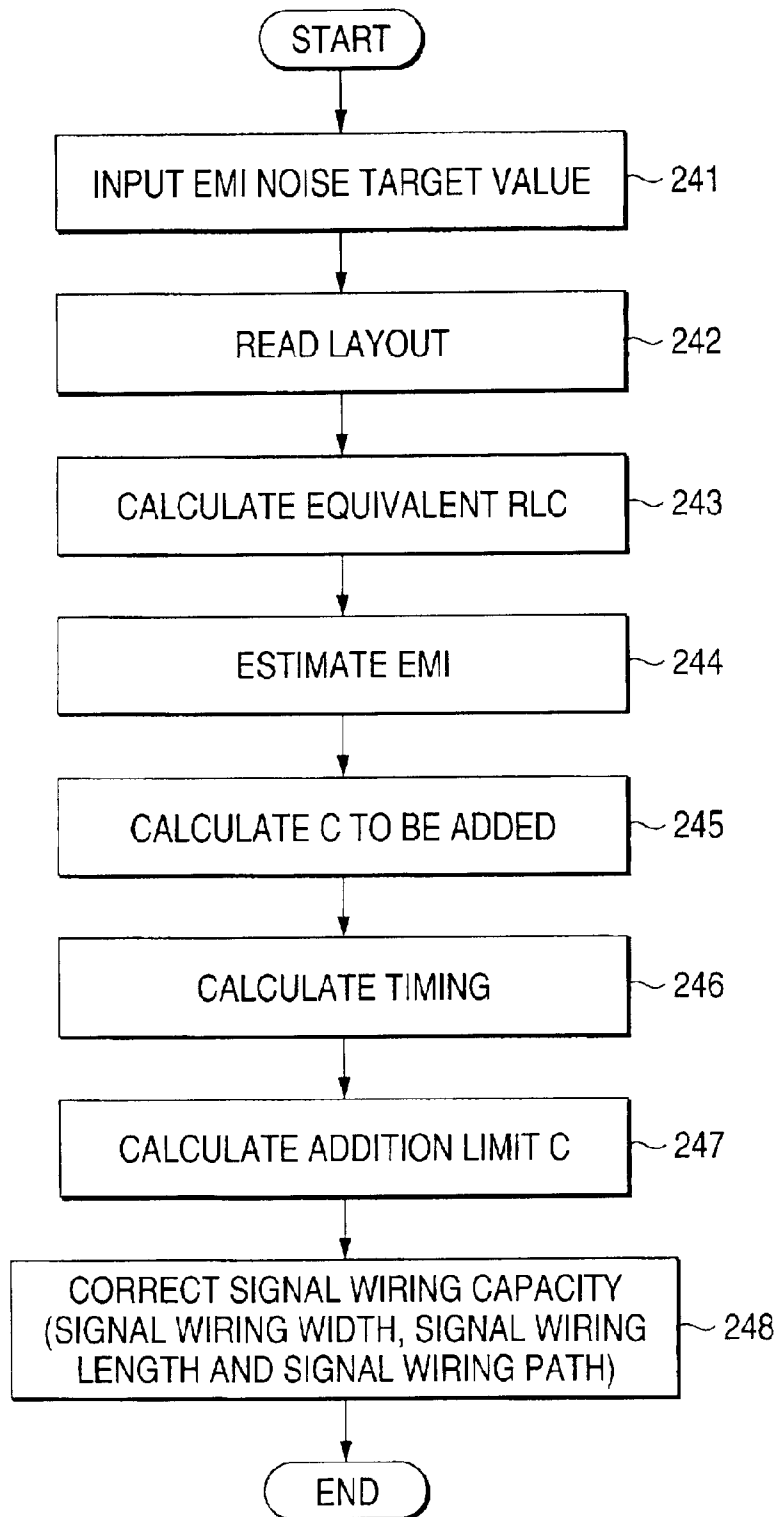 START
INPUT EMI NOISE TARGET VALUE
241
READ LAYOUT
242
CALCULATE EQUIVALENT RLC
243
ESTIMATE EMI
244
CALCULATE C TO BE ADDED
245
CALCULATE TIMING
246
CALCULATE ADDITION LIMIT C
247
CORRECT SIGNAL WIRING CAPACITY
(SIGNAL WIRING WIDTH, SIGNAL WIRING
LENGTH AND SIGNAL WIRING PATH)
248
END